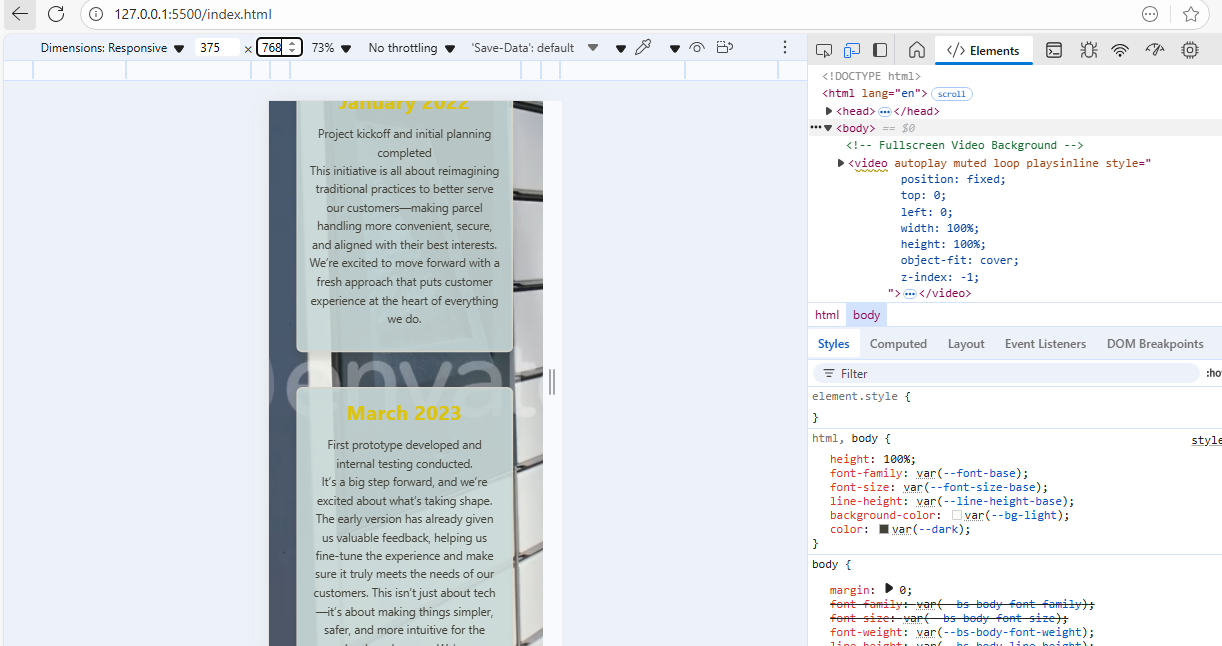 127.0.0.1:5500/index.html
Dimensions: Responsive 375 × 768 73% No throttling 'Save-Data': default
Elements
<!DOCTYPE html>
<html lang="en"> scroll
<head> </head>
<body> == $0
<!-- Fullscreen Video Background -->
<video autoplay muted loop playsinline style="
position: fixed;
top: 0;
left: 0;
width: 100%;
height: 100%;
object-fit: cover;
z-index: -1;
"> </video>
html body
Styles Computed Layout Event Listeners DOM Breakpoints
Filter :ho
element.style {
}
html, body { style
height: 100%;
font-family: var(--font-base);
font-size: var(--font-size-base);
line-height: var(--line-height-base);
background-color: var(--bg-light);
color: var(--dark);
}
body {
margin: 0;
font-family: var(--bs-body-font-family);
font-size: var(--bs-body-font-size);
font-weight: var(--bs-body-font-weight);
line-height: var(--bs-body-line-height);
January 2022
Project kickoff and initial planning
completed
This initiative is all about reimagining
traditional practices to better serve
our customers—making parcel
handling more convenient, secure,
and aligned with their best interests.
We're excited to move forward with a
fresh approach that puts customer
experience at the heart of everything
we do.
envato
March 2023
First prototype developed and
internal testing conducted.
It's a big step forward, and we're
excited about what's taking shape.
The early version has already given
us valuable feedback, helping us
fine-tune the experience and make
sure it truly meets the needs of our
customers. This isn't just about tech
—it's about making things simpler,
safer, and more intuitive for the